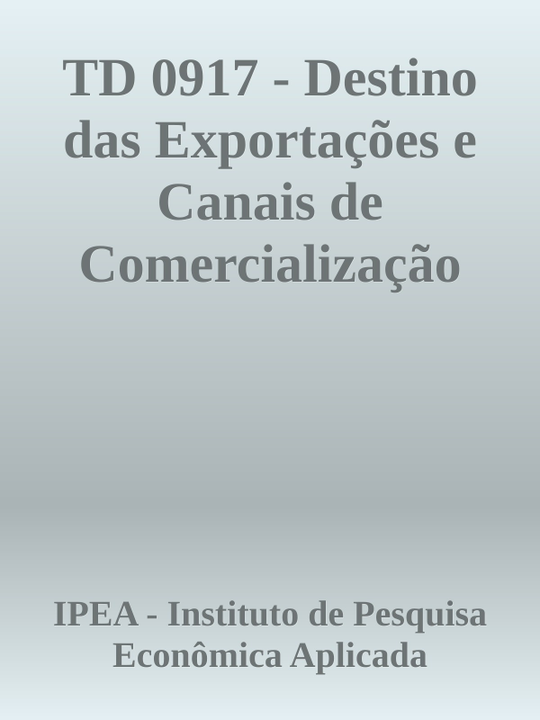 TD 0917 - Destino
das Exportações e
Canais de
Comercialização
IPEA - Instituto de Pesquisa
Econômica Aplicada